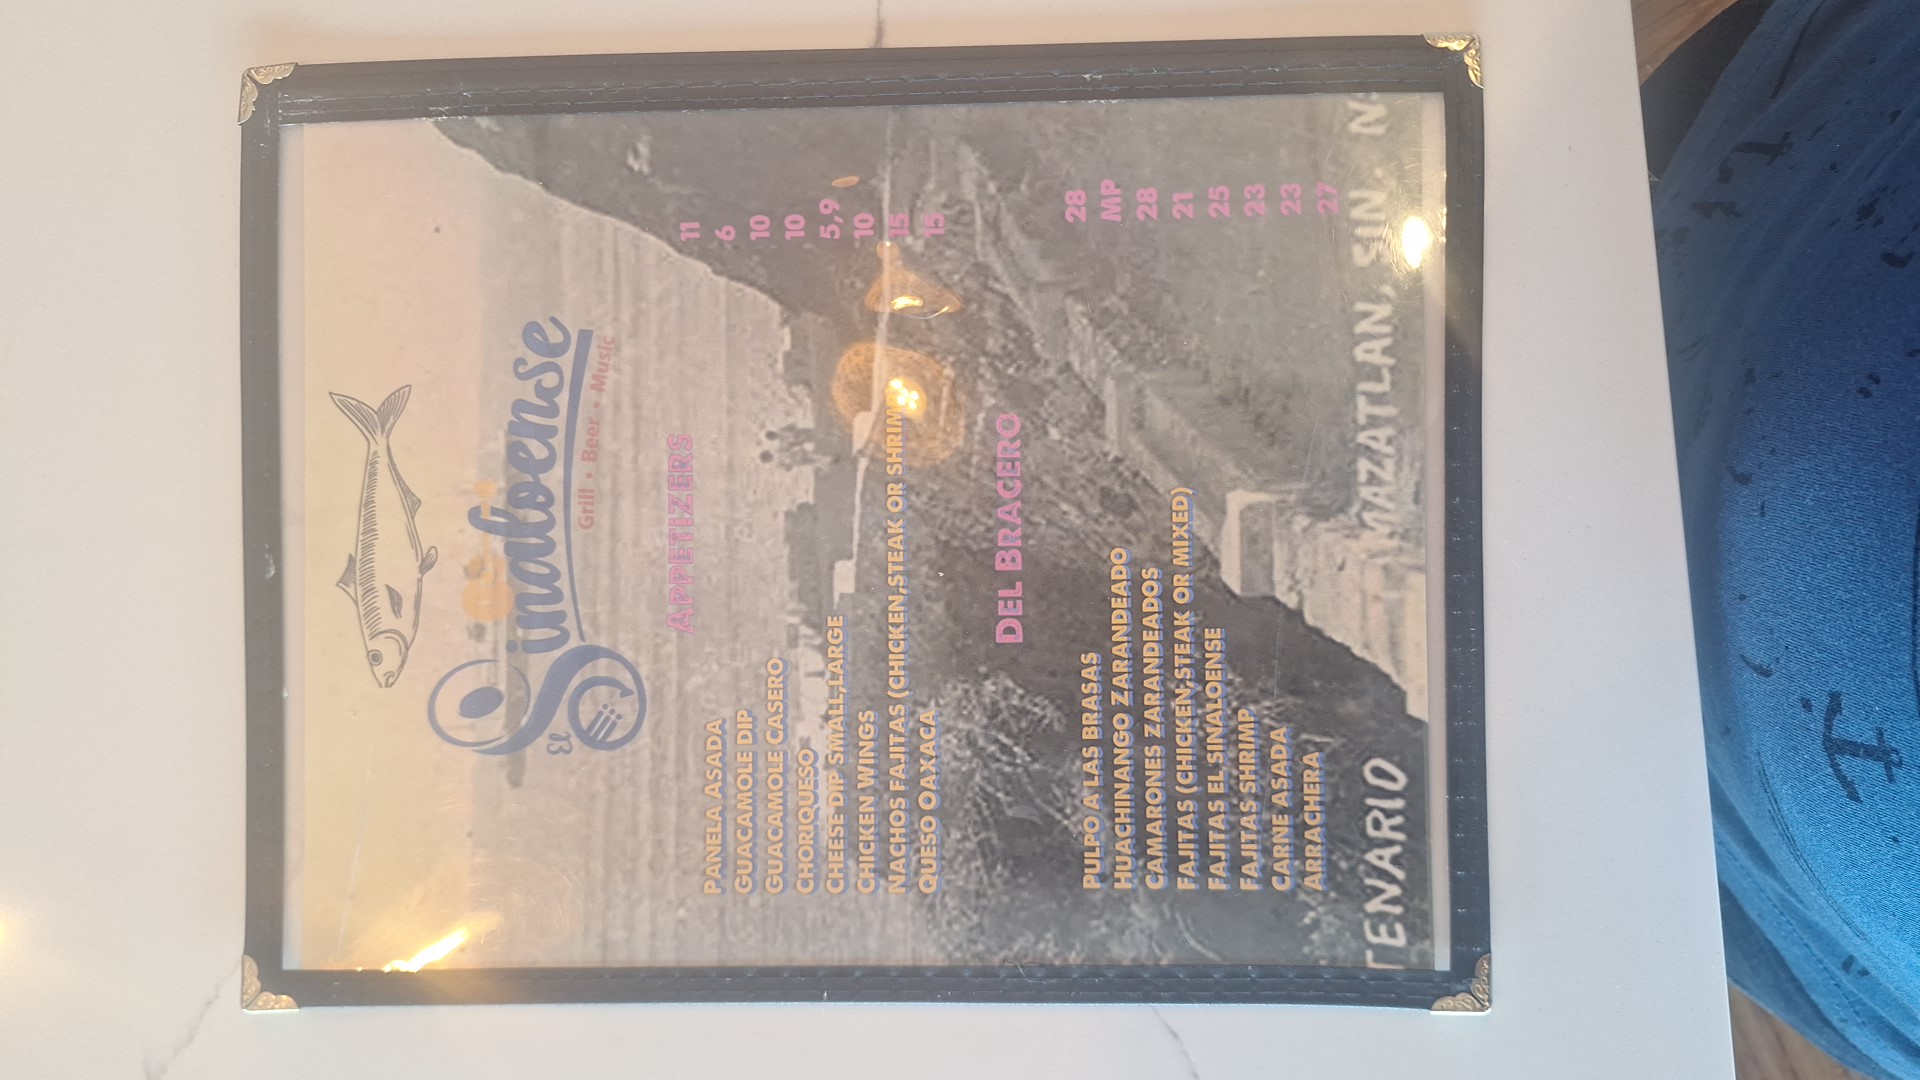 El Sinaloense
Grill • Beer • Music
APPETIZERS
PANELA ASADA 11
GUACAMOLE DIP 6
GUACAMOLE CASERO 10
CHORIQUESO 10
CHEESE DIP SMALL,LARGE 5,9
CHICKEN WINGS 10
NACHOS FAJITAS (CHICKEN,STEAK OR SHRIMP 15
QUESO OAXACA 15
DEL BRACERO
PULPO A LAS BRASAS 28
HUACHINANGO ZARANDEADO MP
CAMARONES ZARANDEADOS 28
FAJITAS (CHICKEN,STEAK OR MIXED) 21
FAJITAS EL SINALOENSE 25
FAJITAS SHRIMP 23
CARNE ASADA 23
ARRACHERA 27
TENARIO MAZATLAN, SIN.